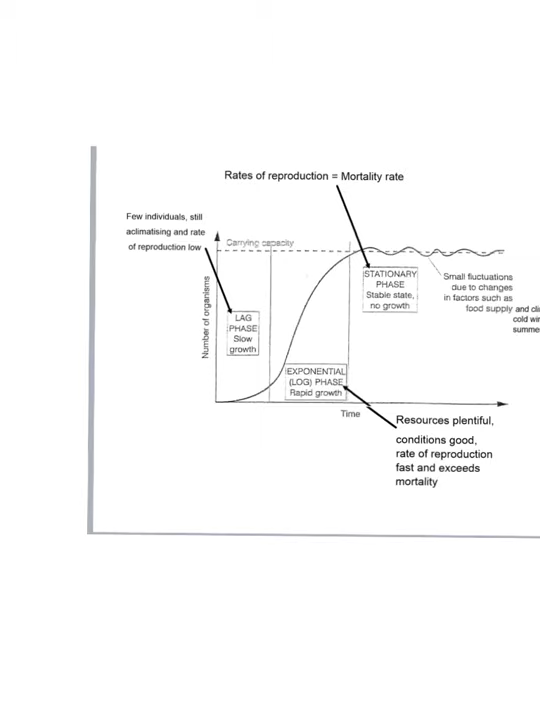 Rates of reproduction = Mortality rate
Few individuals, still
aclimatising and rate
of reproduction low
Carrying capacity
Number of organisms
LAG
PHASE
Slow
growth
EXPONENTIAL
(LOG) PHASE
Rapid growth
STATIONARY
PHASE
Stable state,
no growth
Small fluctuations
due to changes
in factors such as
food supply and
cold
Time
Resources plentiful,
conditions good,
rate of reproduction
fast and exceeds
mortality